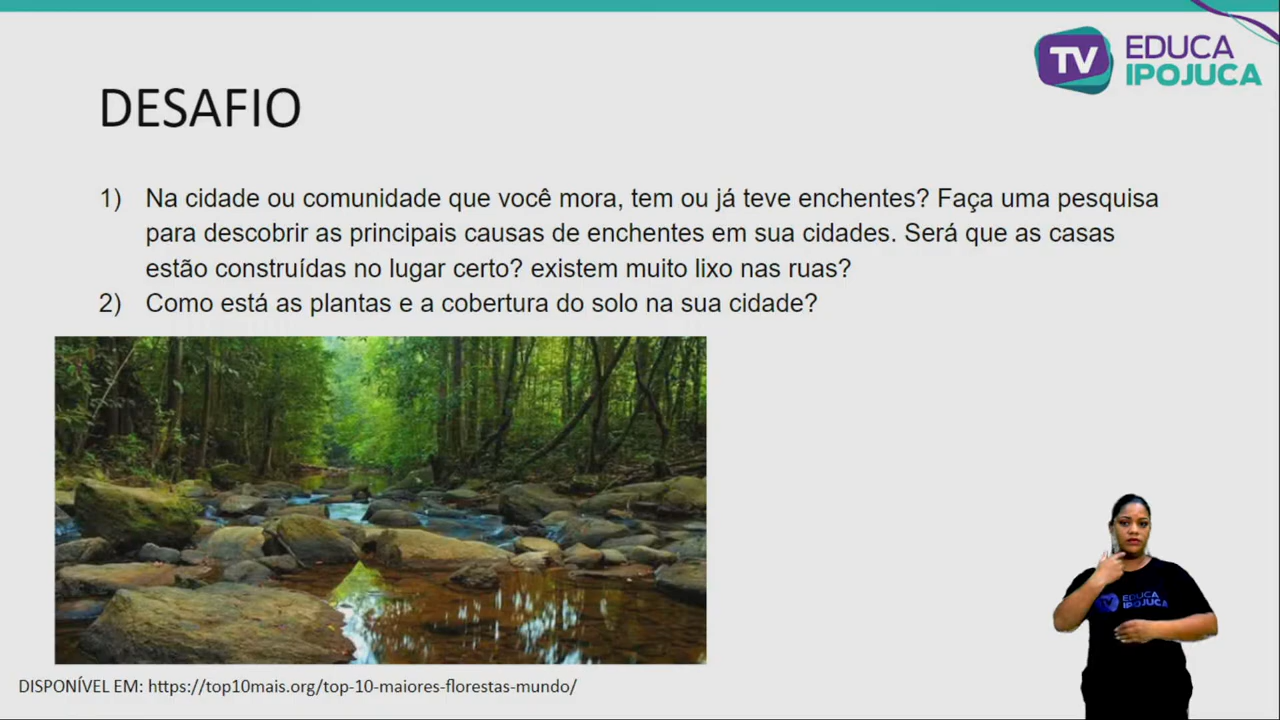 TV EDUCA
IPOJUCA
DESAFIO
1) Na cidade ou comunidade que você mora, tem ou já teve enchentes? Faça uma pesquisa
para descobrir as principais causas de enchentes em sua cidades. Será que as casas
estão construídas no lugar certo? existem muito lixo nas ruas?
2) Como está as plantas e a cobertura do solo na sua cidade?
TV EDUCA
IPOJUCA
DISPONÍVEL EM: https://top10mais.org/top-10-maiores-florestas-mundo/